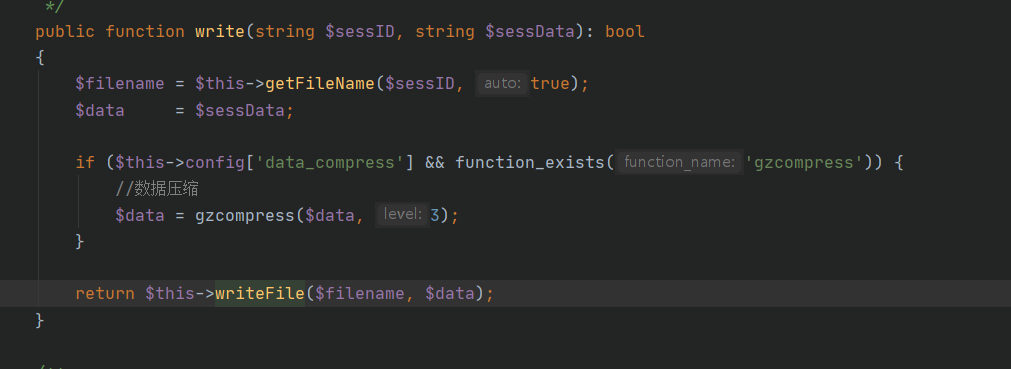 */
public function write(string $sessID, string $sessData): bool
{
$filename = $this->getFileName($sessID, auto: true);
$data     = $sessData;
if ($this->config['data_compress'] && function_exists( function_name: 'gzcompress')) {
//数据压缩
$data = gzcompress($data, level: 3);
}
return $this->writeFile($filename, $data);
}